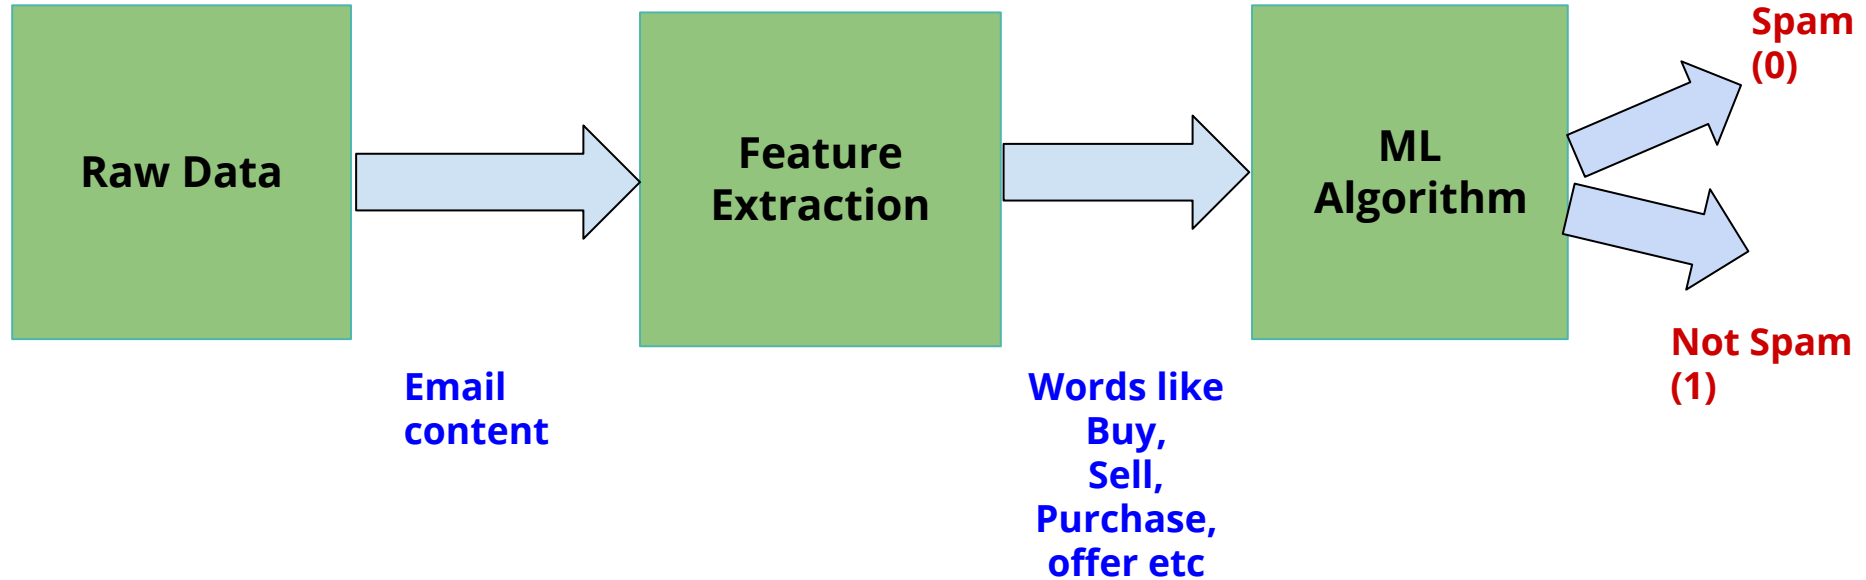 Raw Data
Email
content
Feature
Extraction
Words like
Buy,
Sell,
Purchase,
offer etc
ML
Algorithm
Spam
(0)
Not Spam
(1)